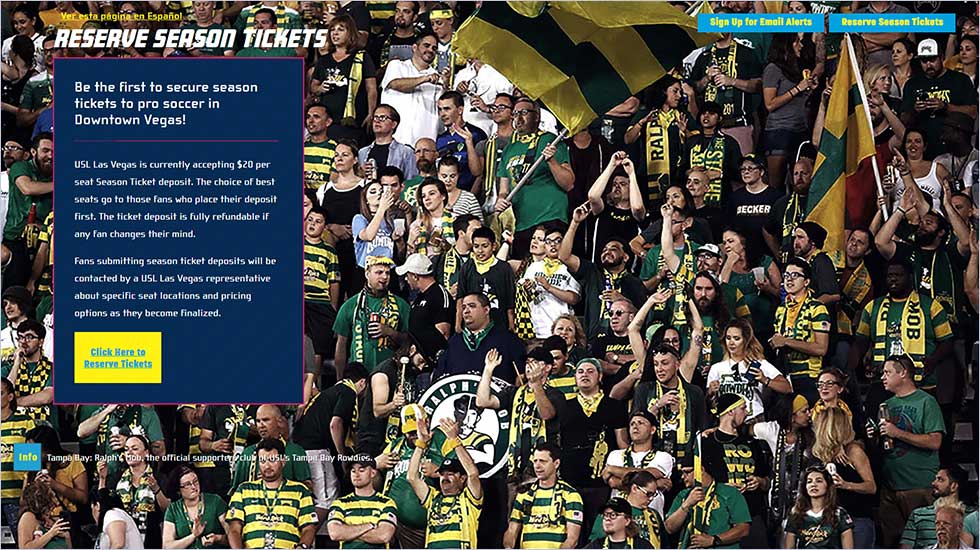 Ver esta página en Español
RESERVE SEASON TICKETS
Sign Up for Email Alerts
Reserve Season Tickets
Be the first to secure season
tickets to pro soccer in
Downtown Vegas!
USL Las Vegas is currently accepting $20 per
seat Season Ticket deposit. The choice of best
seats go to those fans who place their deposit
first. The ticket deposit is fully refundable if
any fan changes their mind.
Fans submitting season ticket deposits will be
contacted by a USL Las Vegas representative
about specific seat locations and pricing
options as they become finalized.
Click Here to
Reserve Tickets
Info
Tampa Bay: Ralph's Mob, the official supporters club of USL's Tampa Bay Rowdies.
RALPH
BECKER
MOB
ROWDIES
RALPH'S